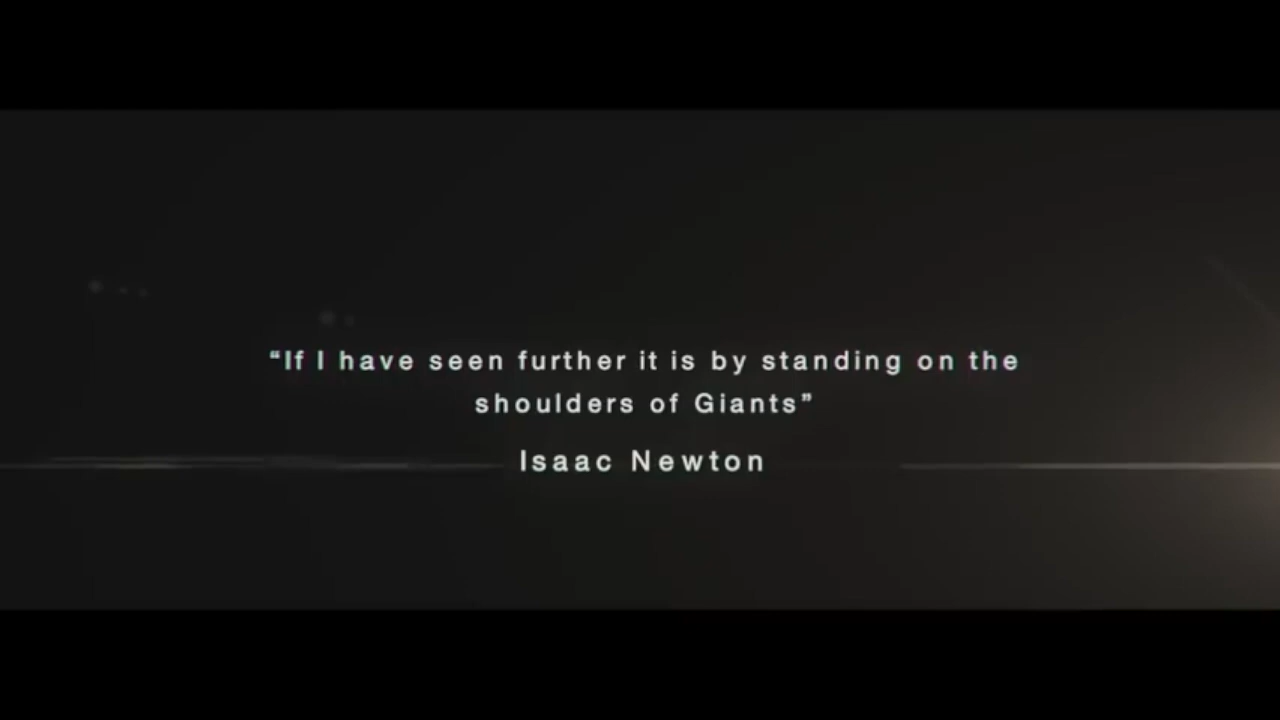 “If I have seen further it is by standing on the
shoulders of Giants”
Isaac Newton